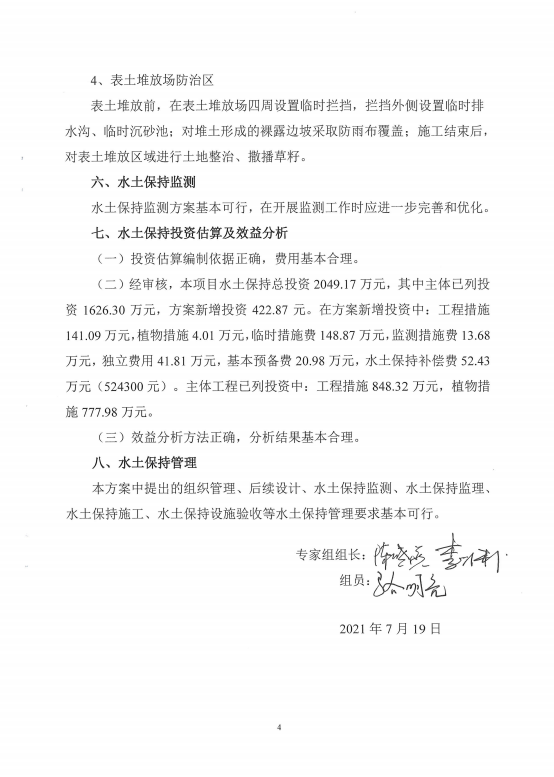 4、表土堆放场防治区
表土堆放前，在表土堆放场四周设置临时拦挡，拦挡外侧设置临时排
水沟、临时沉砂池；对堆土形成的裸露边坡采取防雨布覆盖；施工结束后，
对表土堆放区域进行土地整治、撒播草籽。
六、水土保持监测
水土保持监测方案基本可行，在开展监测工作时应进一步完善和优化。
七、水土保持投资估算及效益分析
（一）投资估算编制依据正确，费用基本合理。
（二）经审核，本项目水土保持总投资 2049.17 万元，其中主体已列投
资 1626.30 万元，方案新增投资 422.87 元。在方案新增投资中：工程措施
141.09 万元,植物措施 4.01 万元,临时措施费 148.87 万元,监测措施费 13.68
万元，独立费用 41.81 万元，基本预备费 20.98 万元，水土保持补偿费 52.43
万元（524300 元）。主体工程已列投资中：工程措施 848.32 万元，植物措
施 777.98 万元。
（三）效益分析方法正确，分析结果基本合理。
八、水土保持管理
本方案中提出的组织管理、后续设计、水土保持监测、水土保持监理、
水土保持施工、水土保持设施验收等水土保持管理要求基本可行。
专家组组长：
组员：
2021 年 7 月 19 日
4